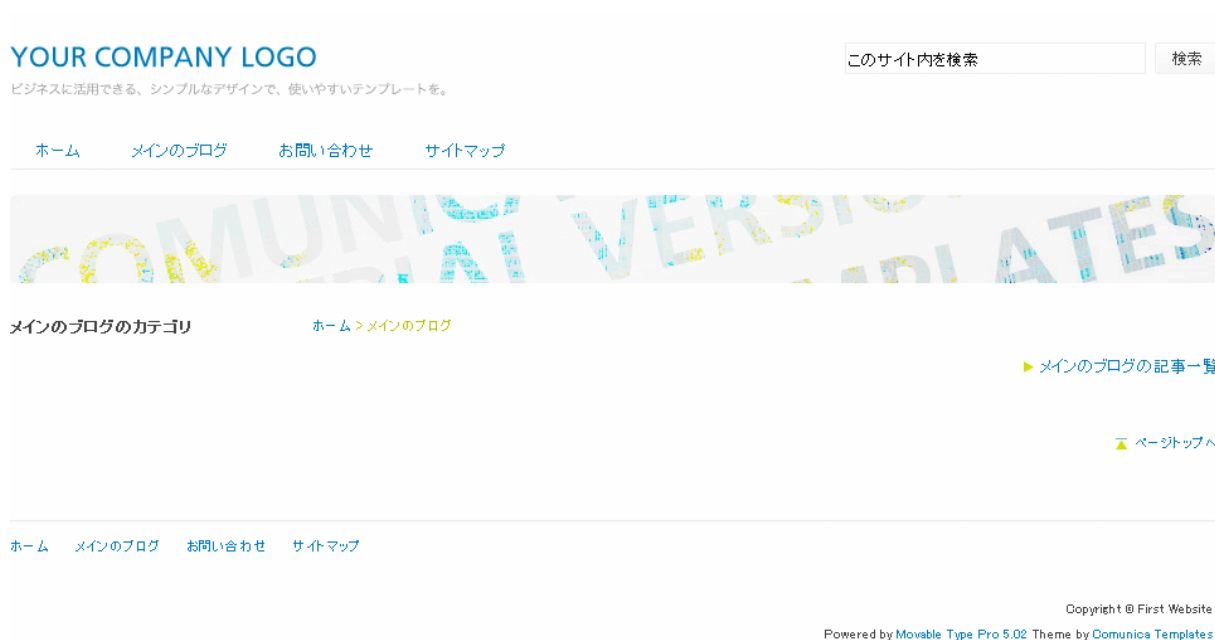 YOUR COMPANY LOGO
このサイト内を検索
検索
ビジネスに活用できる、シンプルなデザインで、使いやすいテンプレートを。
ホーム メインのブログ お問い合わせ サイトマップ
COMUNICA VERSION
TEMPLATES
メインのブログのカテゴリ
ホーム > メインのブログ
メインのブログの記事一覧
ページトップへ
ホーム メインのブログ お問い合わせ サイトマップ
Copyright © First Website
Powered by Movable Type Pro 5.02 Theme by Comunica Templates